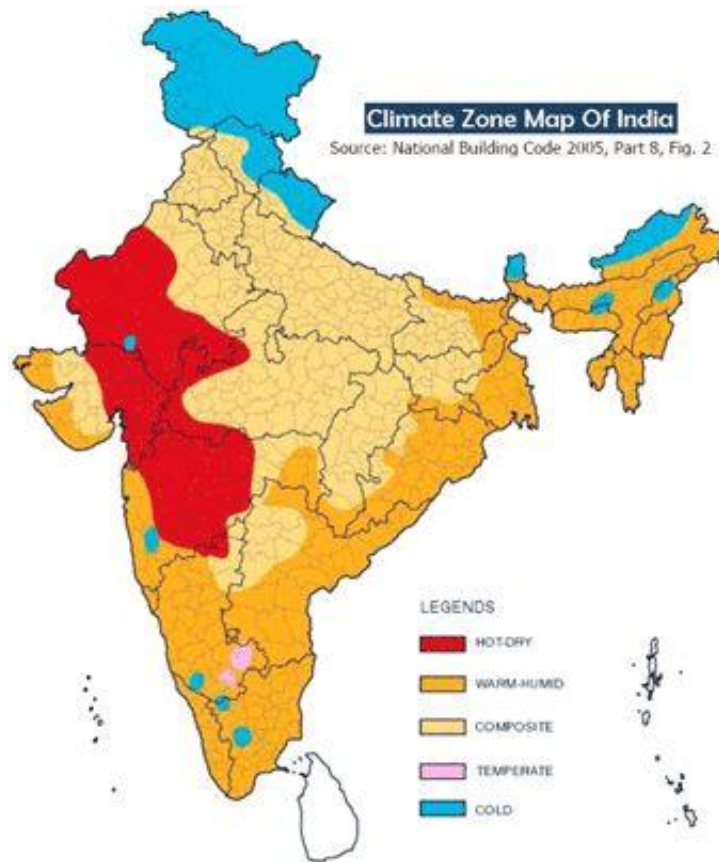 Climate Zone Map Of India
Source: National Building Code 2005, Part 8, Fig. 2
LEGENDS
HOT-DRY
WARM-HUMID
COMPOSITE
TEMPERATE
COLD